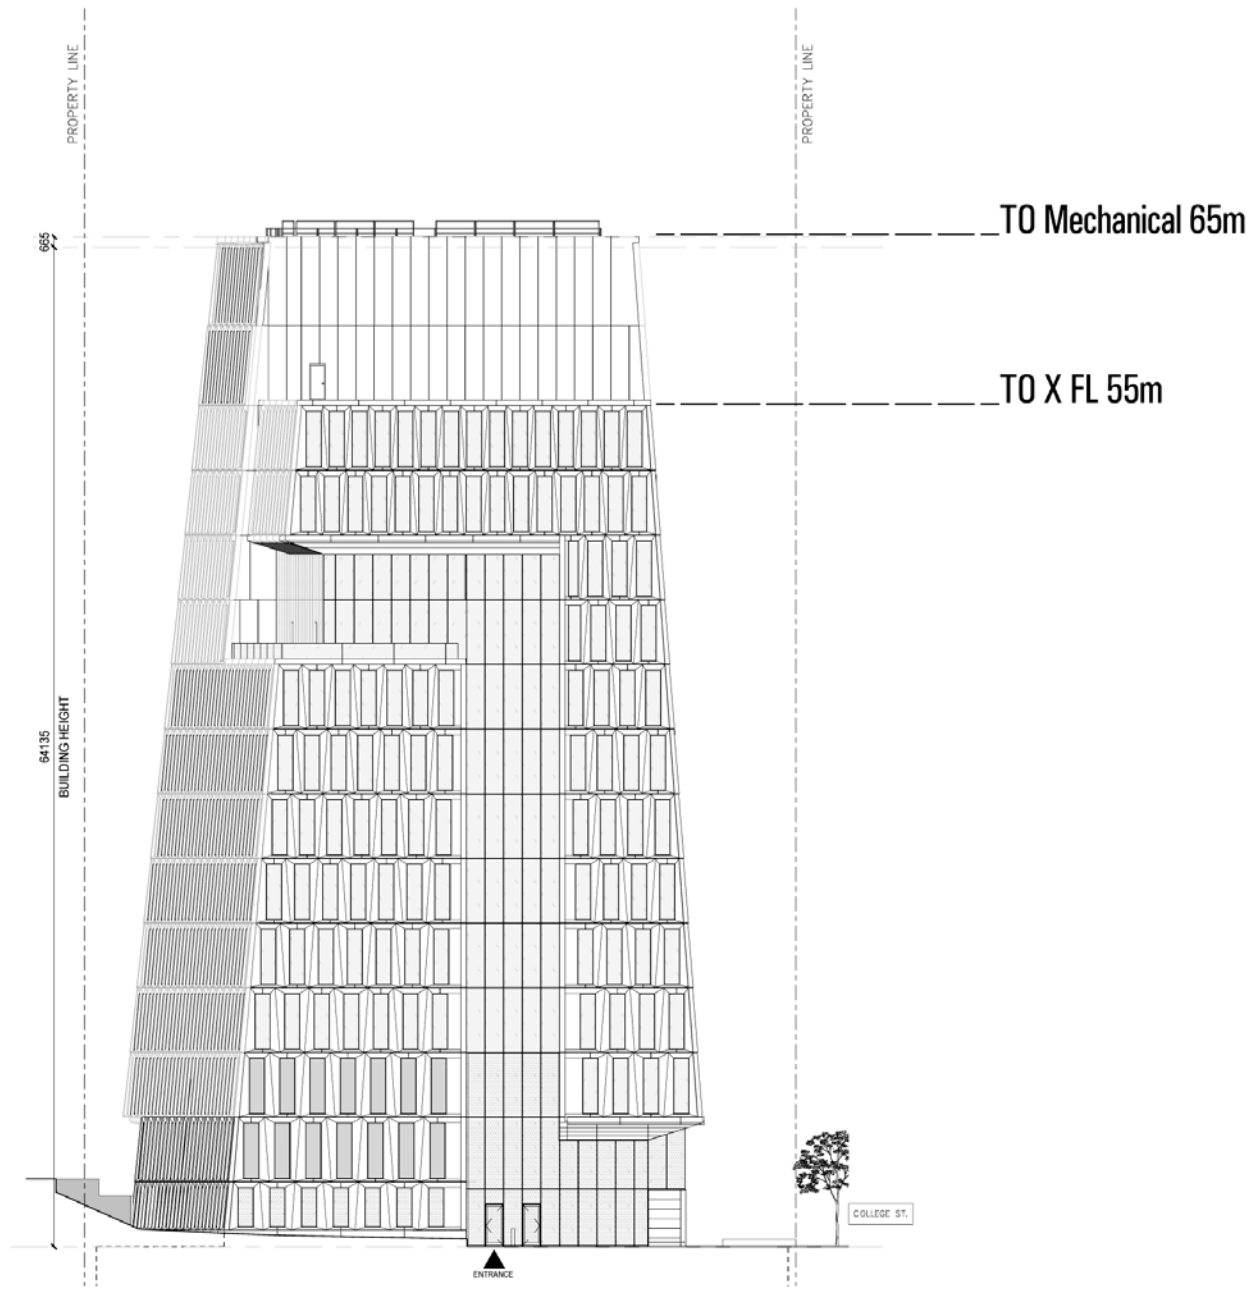 PROPERTY LINE
PROPERTY LINE
TO Mechanical 65m
665
TO X FL 55m
64135
BUILDING HEIGHT
COLLEGE ST.
ENTRANCE